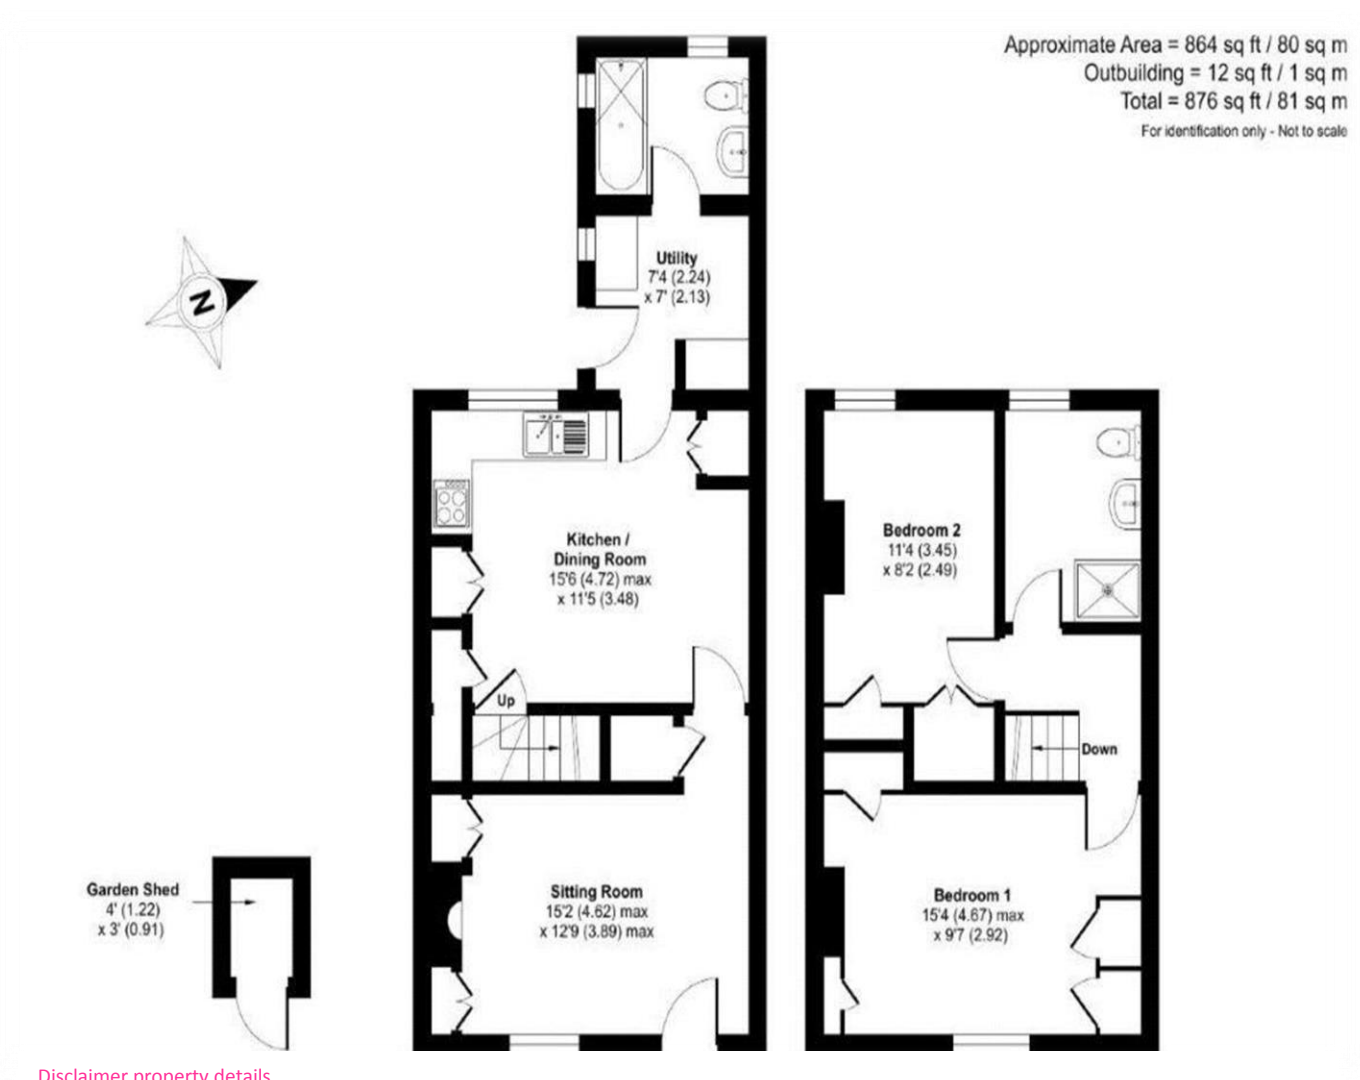 Approximate Area = 864 sq ft / 80 sq m
Outbuilding = 12 sq ft / 1 sq m
Total = 876 sq ft / 81 sq m
For identification only - Not to scale
N
Utility
7'4 (2.24)
x 7' (2.13)
Kitchen /
Dining Room
15'6 (4.72) max
x 11'5 (3.48)
Up
Bedroom 2
11'4 (3.45)
x 8'2 (2.49)
Down
Garden Shed
4' (1.22)
x 3' (0.91)
Sitting Room
15'2 (4.62) max
x 12'9 (3.89) max
Bedroom 1
15'4 (4.67) max
x 9'7 (2.92)
Disclaimer property details